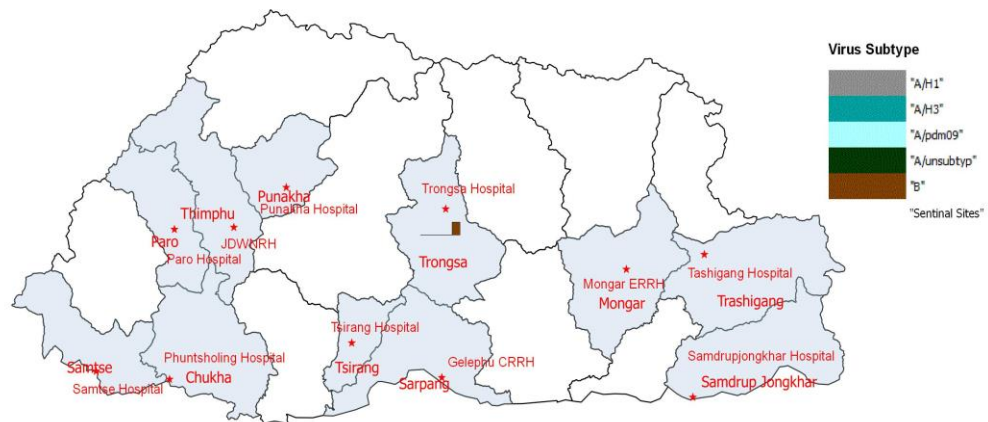 Virus Subtype
"A/H1"
"A/H3"
"A/pdm09"
"A/unsubtyp"
"B"
"Sentinal Sites"
Punakha
Punakha Hospital
Trongsa Hospital
Thimphu
Paro
JDWNRH
Paro Hospital
Trongsa
Tashigang Hospital
Mongar ERRH
Mongar
Trashigang
Tsirang Hospital
Phuntsholing Hospital
Samdrupjongkhar Hospital
Samtse
Chukha
Tsirang
Gelephu CRRH
Samtse Hospital
Sarpang
Samdrup Jongkhar